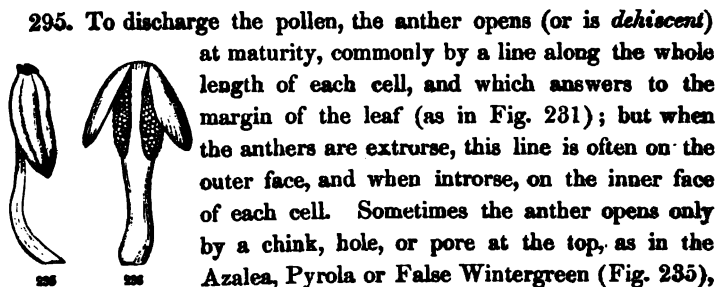 295. To discharge the pollen, the anther opens (or is dehiscent)
at maturity, commonly by a line along the whole
length of each cell, and which answers to the
margin of the leaf (as in Fig. 231); but when
the anthers are extrorse, this line is often on the
outer face, and when introrse, on the inner face
of each cell. Sometimes the anther opens only
by a chink, hole, or pore at the top, as in the
Azalea, Pyrola or False Wintergreen (Fig. 235),
235 236